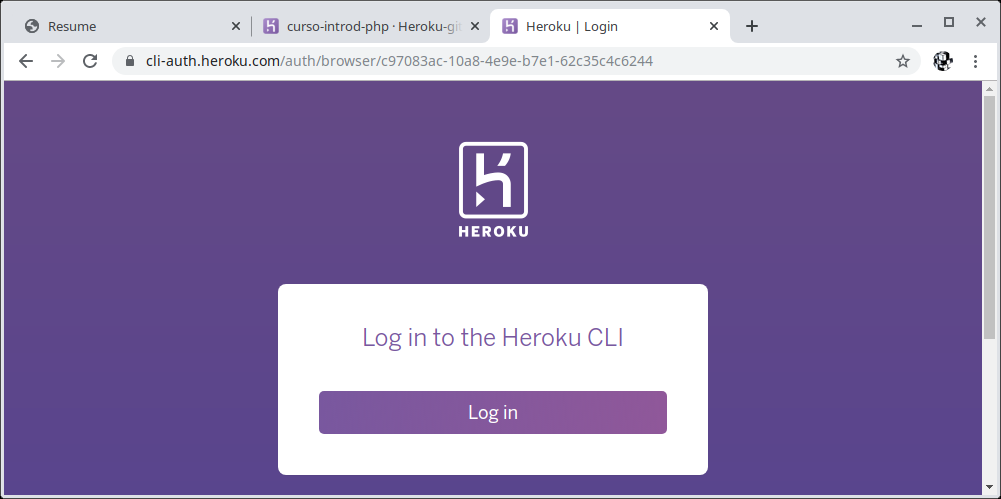 Resume
curso-introd-php · Heroku-git
Heroku | Login
cli-auth.heroku.com/auth/browser/c97083ac-10a8-4e9e-b7e1-62c35c4c6244
HEROKU
Log in to the Heroku CLI
Log in